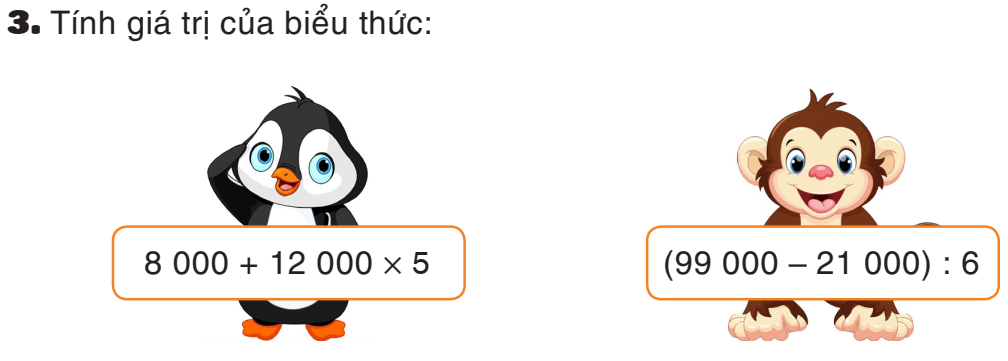 3. Tính giá trị của biểu thức:
8 000 + 12 000 × 5
(99 000 – 21 000) : 6